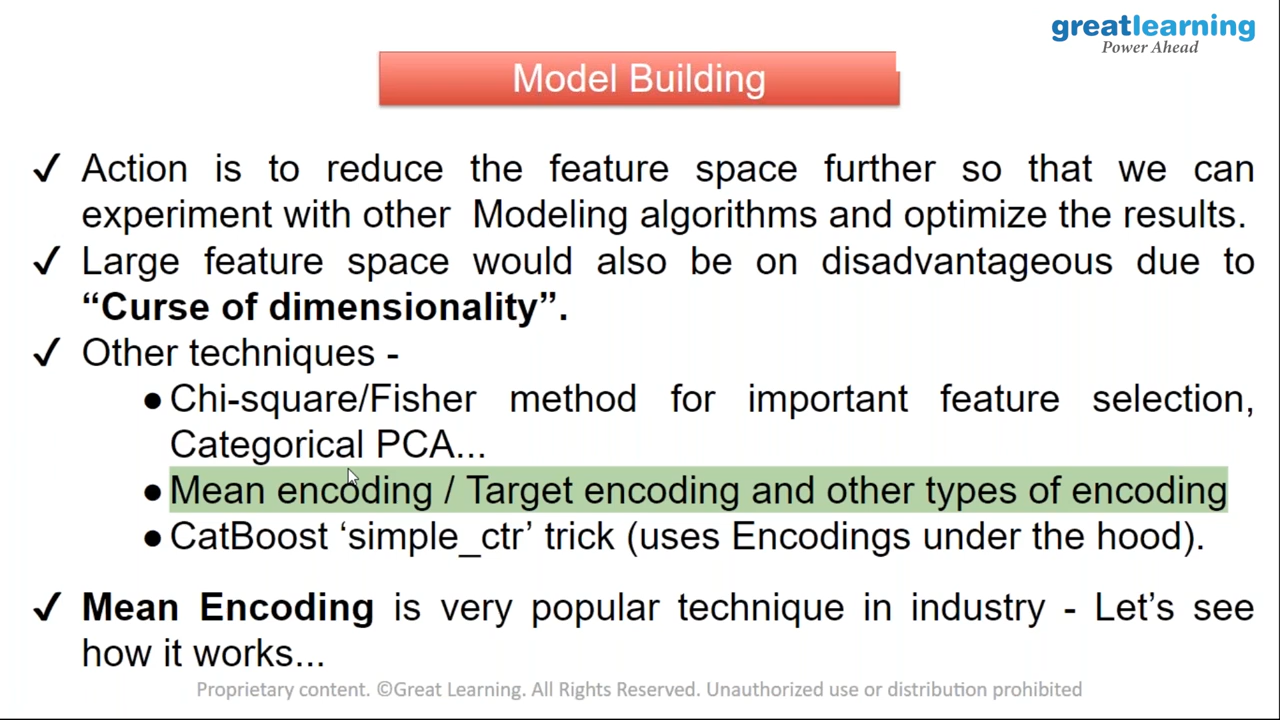 greatlearning
Power Ahead
Model Building
✓ Action is to reduce the feature space further so that we can
experiment with other Modeling algorithms and optimize the results.
✓ Large feature space would also be on disadvantageous due to
“Curse of dimensionality”.
✓ Other techniques -
● Chi-square/Fisher method for important feature selection,
Categorical PCA...
● Mean encoding / Target encoding and other types of encoding
● CatBoost ‘simple_ctr’ trick (uses Encodings under the hood).
✓ Mean Encoding is very popular technique in industry - Let’s see
how it works...
Proprietary content. ©Great Learning. All Rights Reserved. Unauthorized use or distribution prohibited